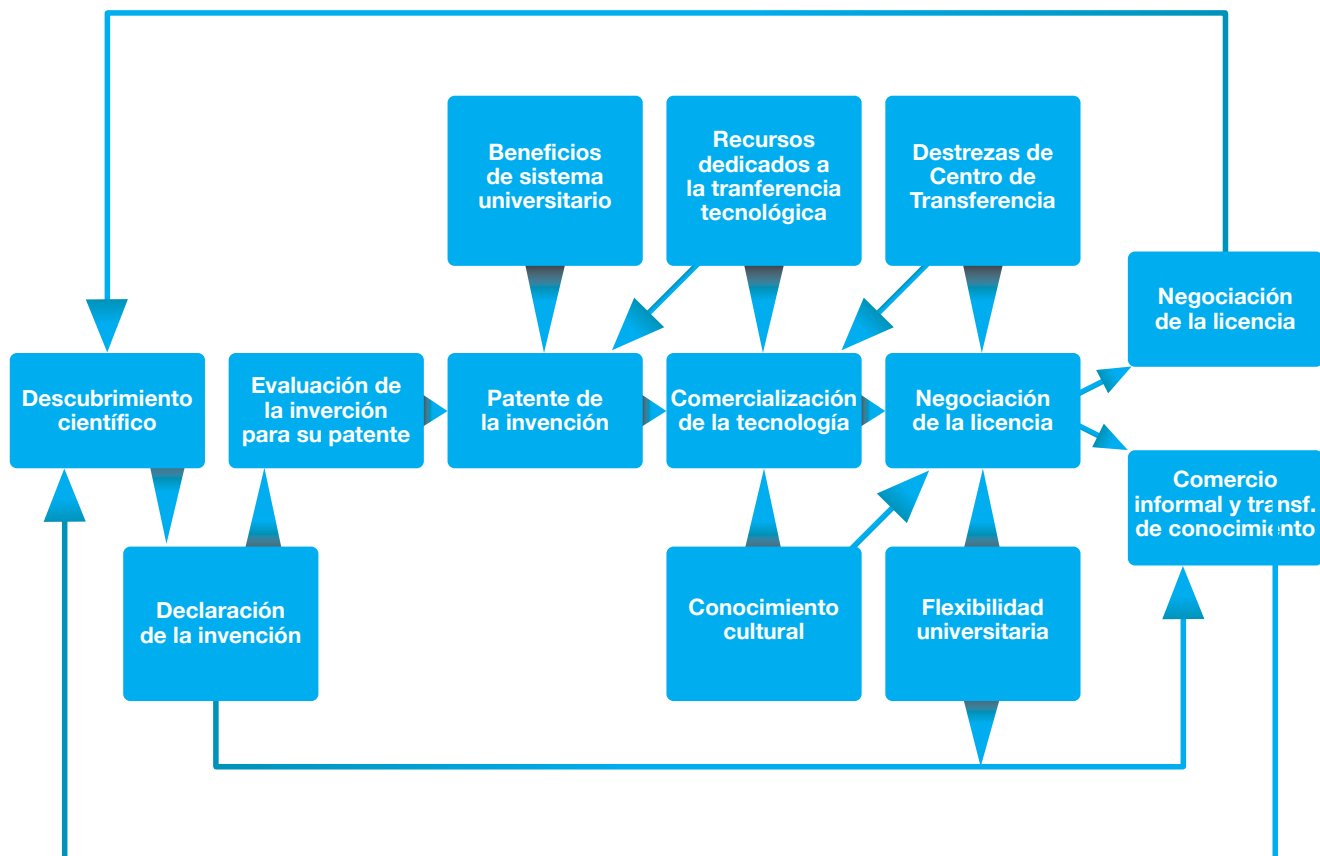 Beneficios
de sistema
universitario
Recursos
dedicados a
la tranferencia
tecnológica
Destrezas de
Centro de
Transferencia
Negociación
de la licencia
Descubrimiento
científico
Evaluación de
la inverción
para su patente
Patente de
la invención
Comercialización
de la tecnología
Negociación
de la licencia
Comercio
informal y transf.
de conocimiento
Declaración
de la invención
Conocimiento
cultural
Flexibilidad
universitaria